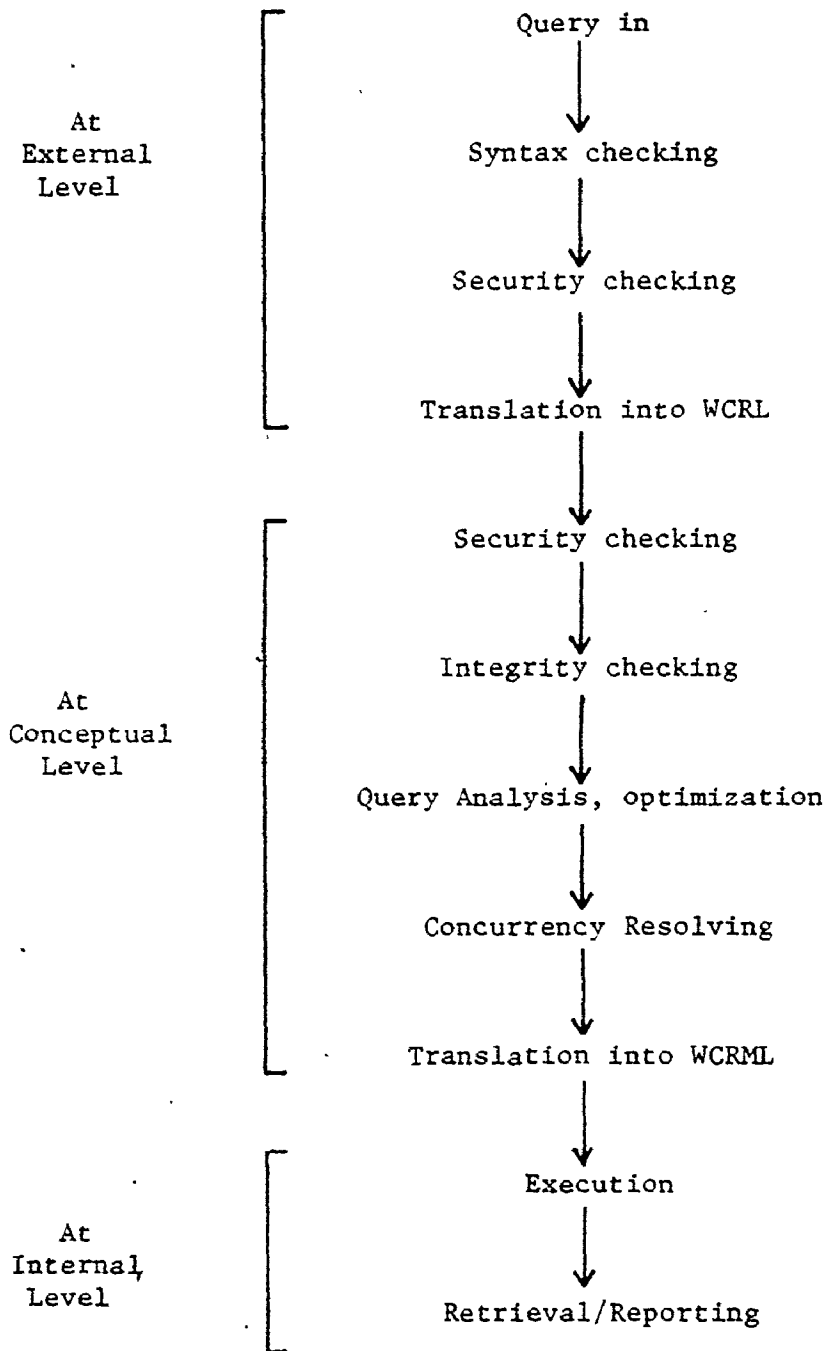 Query in
At
External
Level
Syntax checking
Security checking
Translation into WCRL
Security checking
Integrity checking
At
Conceptual
Level
Query Analysis, optimization
Concurrency Resolving
Translation into WCRML
Execution
At
Internal
Level
Retrieval/Reporting